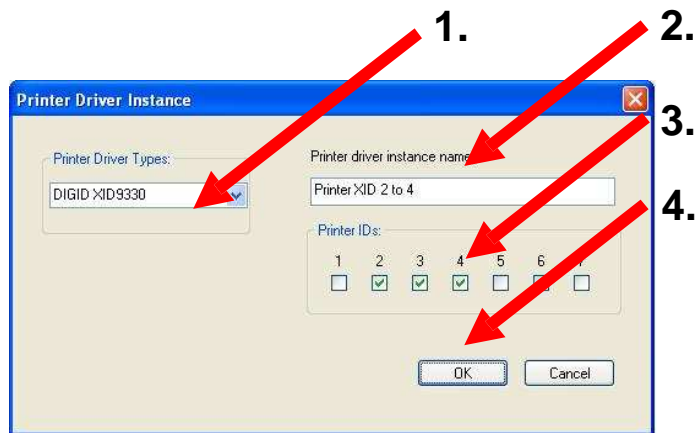 1.
2.
3.
4.
Printer Driver Instance
Printer Driver Types:
DIGID XID9330
Printer driver instance name
Printer XID 2 to 4
Printer IDs:
1 2 3 4 5 6
OK Cancel